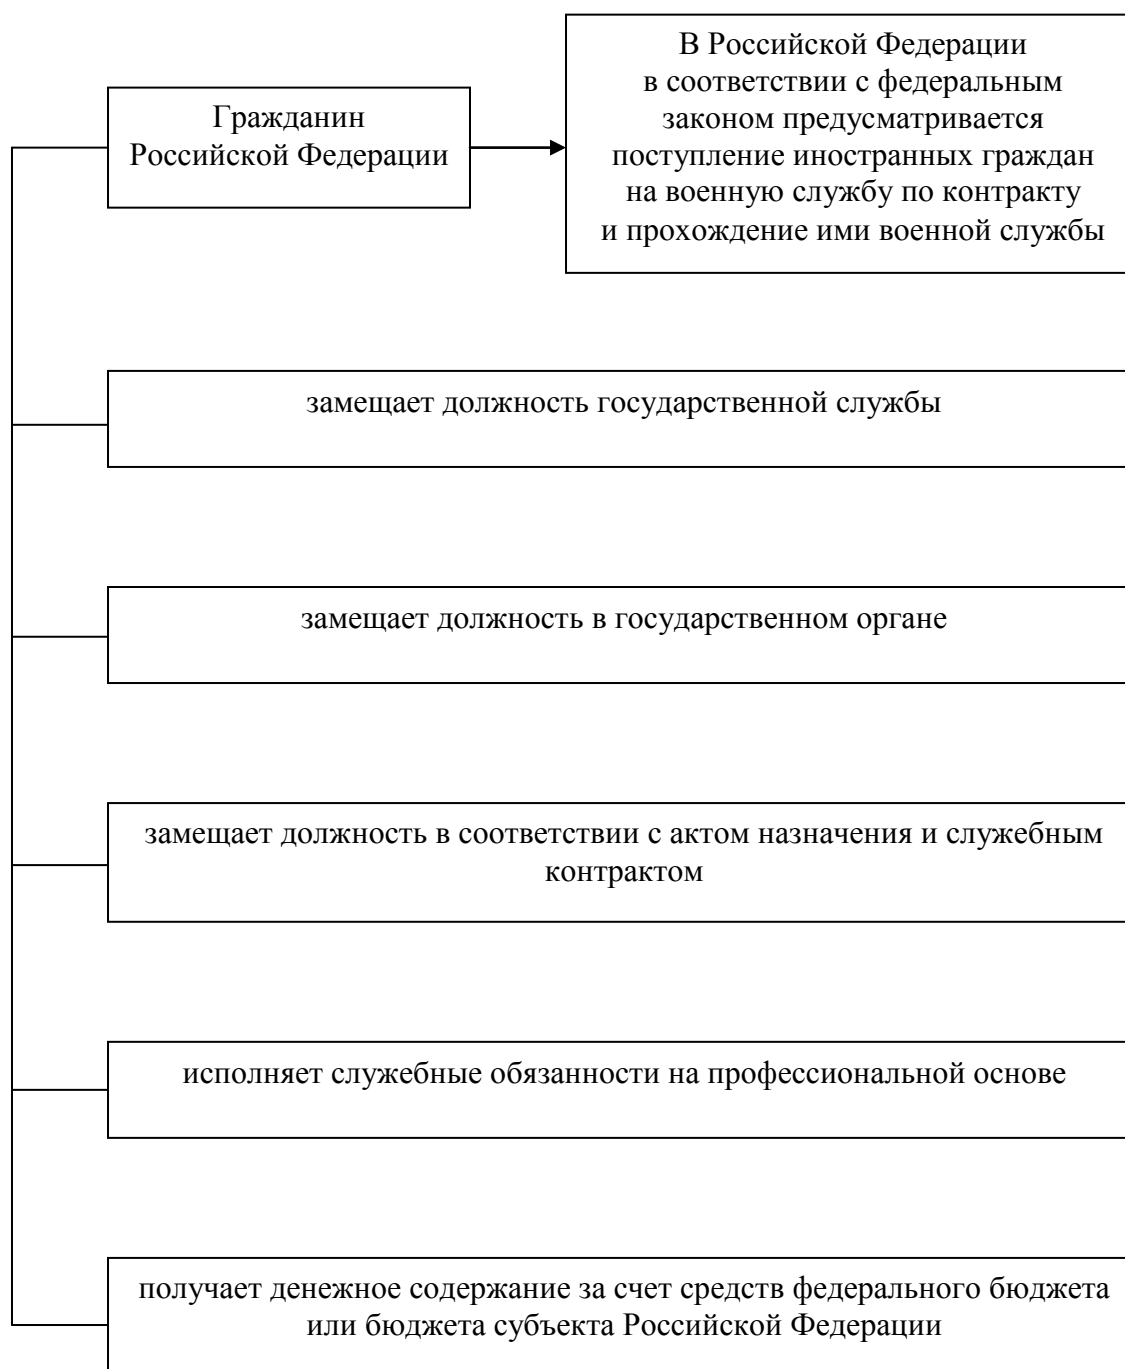 Гражданин
Российской Федерации
В Российской Федерации
в соответствии с федеральным
законом предусматривается
поступление иностранных граждан
на военную службу по контракту
и прохождение ими военной службы
замещает должность государственной службы
замещает должность в государственном органе
замещает должность в соответствии с актом назначения и служебным
контрактом
исполняет служебные обязанности на профессиональной основе
получает денежное содержание за счет средств федерального бюджета
или бюджета субъекта Российской Федерации